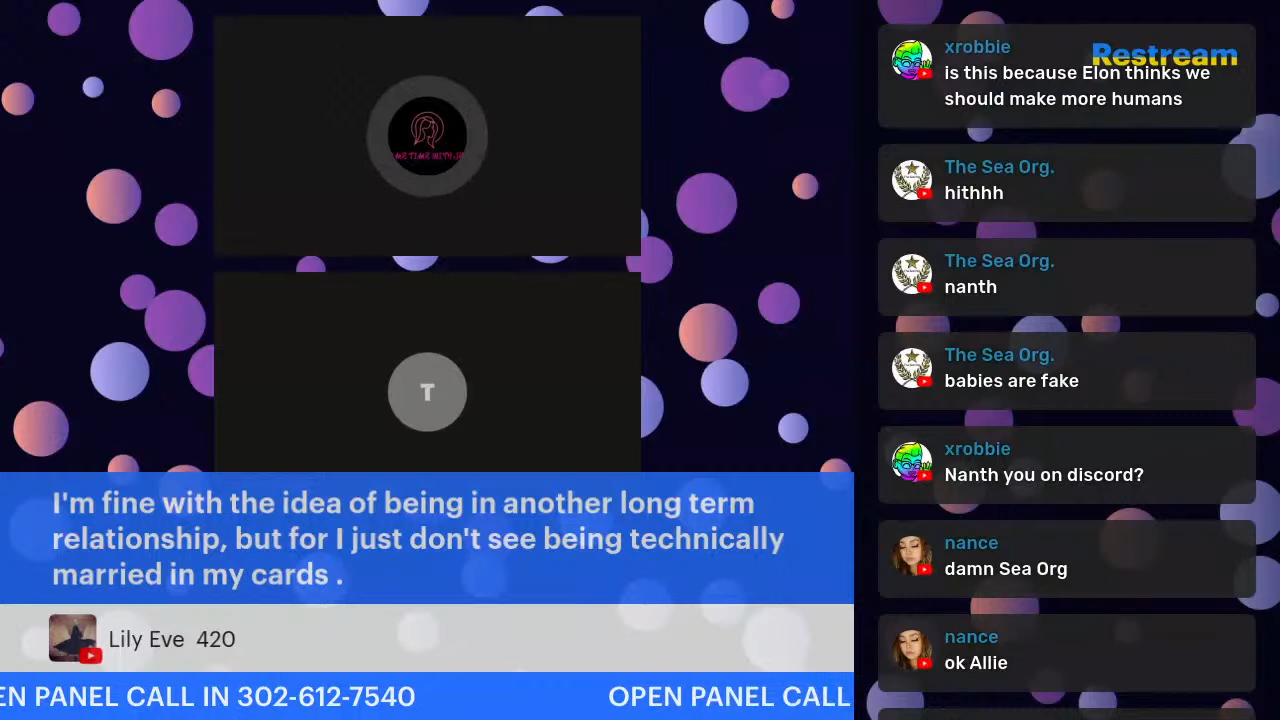 T
I'm fine with the idea of being in another long term
relationship, but for I just don't see being technically
married in my cards .
Lily Eve 420
EN PANEL CALL IN 302-612-7540
OPEN PANEL CALL
Restream
xrobbie
is this because Elon thinks we
should make more humans
The Sea Org.
hithhh
The Sea Org.
nanth
The Sea Org.
babies are fake
xrobbie
Nanth you on discord?
nance
damn Sea Org
nance
ok Allie